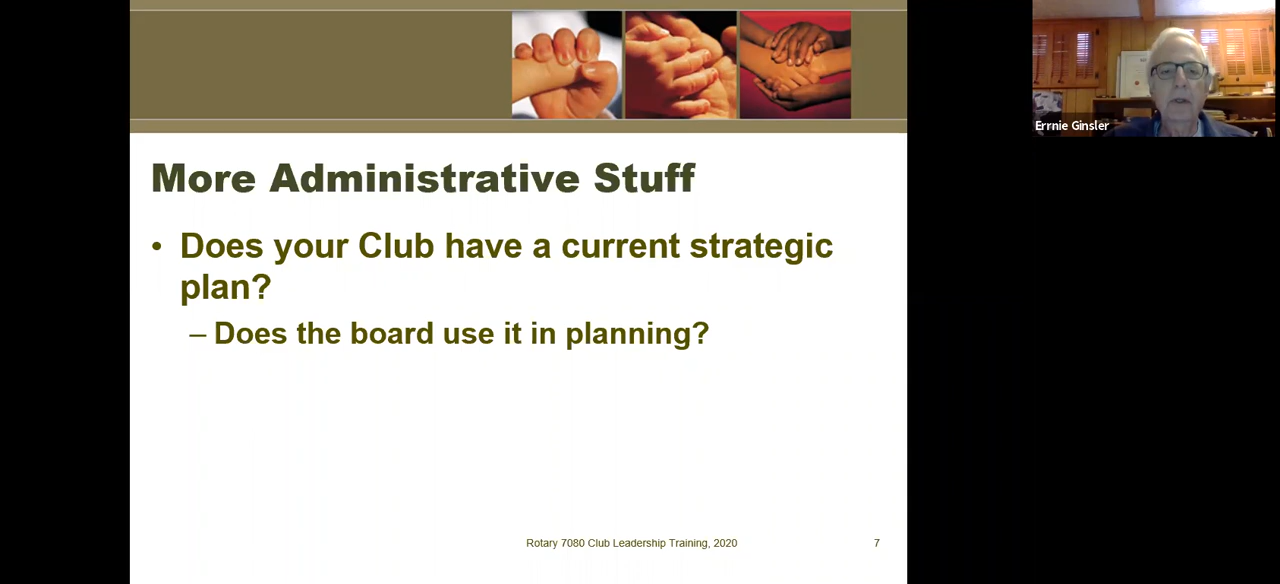 Errnie Ginsler
More Administrative Stuff
• Does your Club have a current strategic
plan?
– Does the board use it in planning?
Rotary 7080 Club Leadership Training, 2020
7